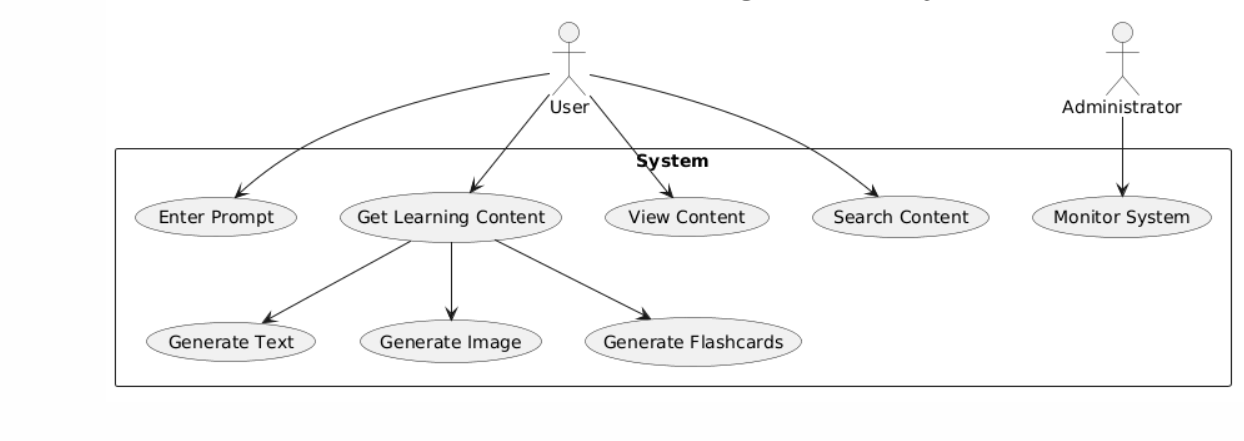 User
Administrator
System
Enter Prompt
Get Learning Content
View Content
Search Content
Monitor System
Generate Text
Generate Image
Generate Flashcards